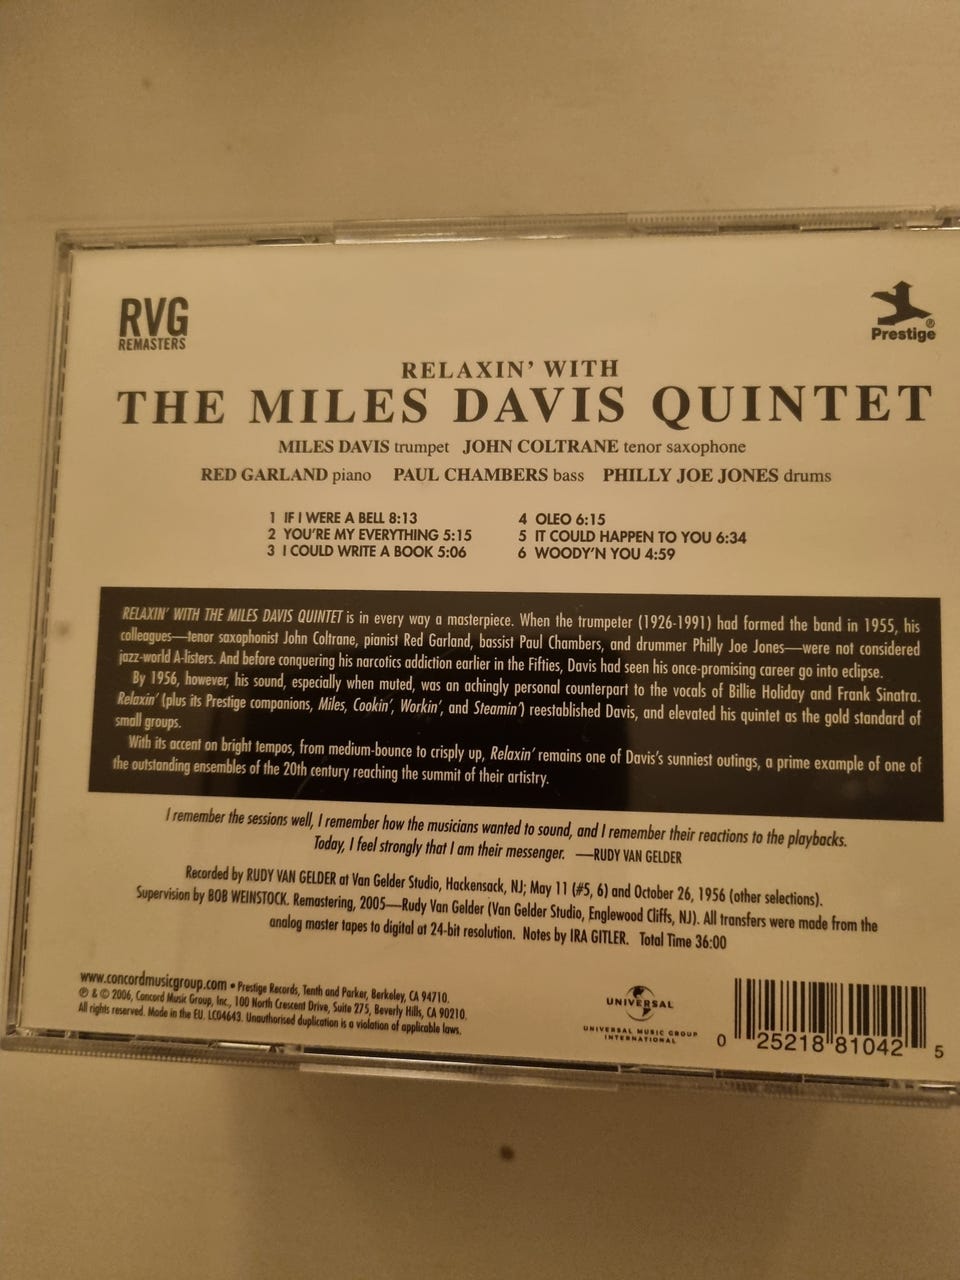 RVG
REMASTERS
Prestige®
RELAXIN' WITH
THE MILES DAVIS QUINTET
MILES DAVIS trumpet JOHN COLTRANE tenor saxophone
RED GARLAND piano PAUL CHAMBERS bass PHILLY JOE JONES drums
1 IF I WERE A BELL 8:13
2 YOU'RE MY EVERYTHING 5:15
3 I COULD WRITE A BOOK 5:06
4 OLEO 6:15
5 IT COULD HAPPEN TO YOU 6:34
6 WOODY'N YOU 4:59
RELAXIN' WITH THE MILES DAVIS QUINTET is in every way a masterpiece. When the trumpeter (1926-1991) had formed the band in 1955, his
colleagues—tenor saxophonist John Coltrane, pianist Red Garland, bassist Paul Chambers, and drummer Philly Joe Jones—were not considered
jazz-world A-listers. And before conquering his narcotics addiction earlier in the Fifties, Davis had seen his once-promising career go into eclipse.
By 1956, however, his sound, especially when muted, was an achingly personal counterpart to the vocals of Billie Holiday and Frank Sinatra.
Relaxin' (plus its Prestige companions, Miles, Cookin', Workin', and Steamin') reestablished Davis, and elevated his quintet as the gold standard of
small groups.
With its accent on bright tempos, from medium-bounce to crisply up, Relaxin' remains one of Davis's sunniest outings, a prime example of one of
the outstanding ensembles of the 20th century reaching the summit of their artistry.
I remember the sessions well, I remember how the musicians wanted to sound, and I remember their reactions to the playbacks.
Today, I feel strongly that I am their messenger. —RUDY VAN GELDER
Recorded by RUDY VAN GELDER at Van Gelder Studio, Hackensack, NJ; May 11 (#5, 6) and October 26, 1956 (other selections).
Supervision by BOB WEINSTOCK. Remastering, 2005—Rudy Van Gelder (Van Gelder Studio, Englewood Cliffs, NJ). All transfers were made from the
analog master tapes to digital at 24-bit resolution. Notes by IRA GITLER. Total Time 36:00
www.concordmusicgroup.com • Prestige Records, Tenth and Parker, Berkeley, CA 94710.
℗ & © 2006, Concord Music Group, Inc., 100 North Crescent Drive, Suite 275, Beverly Hills, CA 90210.
All rights reserved. Made in the EU. LC04643. Unauthorised duplication is a violation of applicable laws.
UNIVERSAL
UNIVERSAL MUSIC GROUP
INTERNATIONAL
0 25218 81042 5